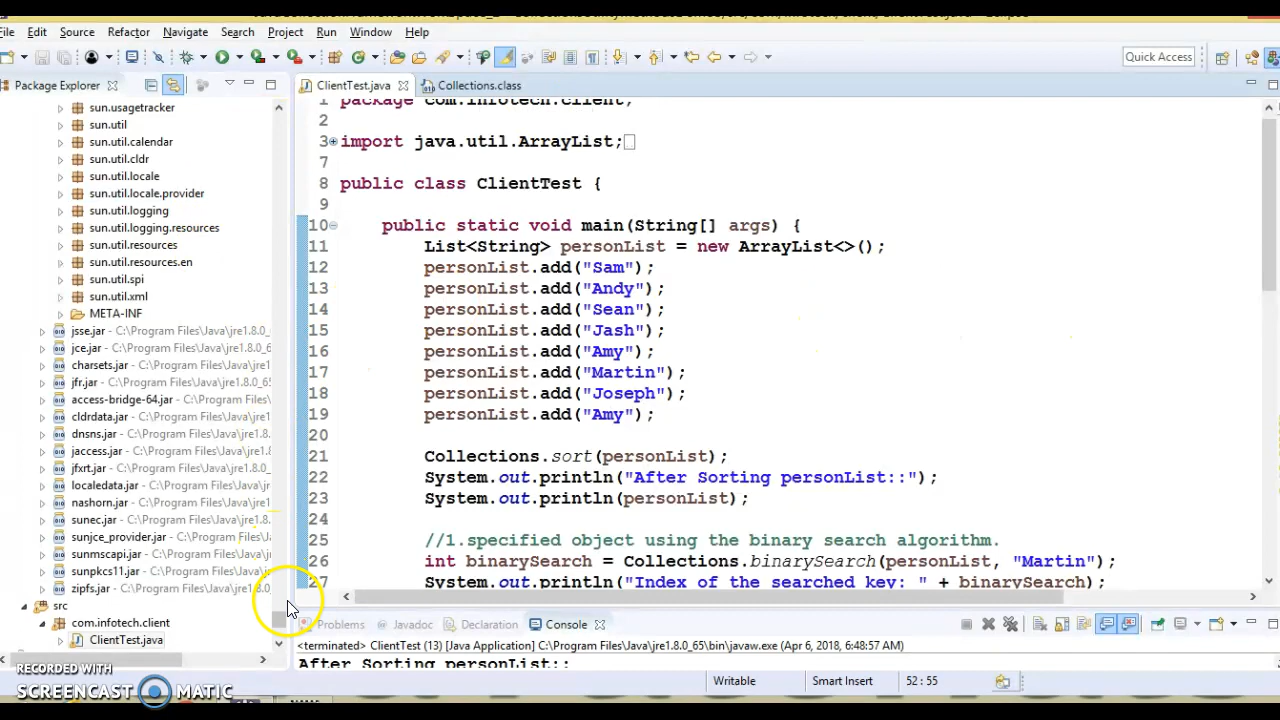 File Edit Source Refactor Navigate Search Project Run Window Help
Quick Access
Package Explorer
ClientTest.java
Collections.class
sun.usagetracker
sun.util
sun.util.calendar
sun.util.cldr
sun.util.locale
sun.util.locale.provider
sun.util.logging
sun.util.logging.resources
sun.util.resources
sun.util.resources.en
sun.util.spi
sun.util.xml
META-INF
jsse.jar - C:\Program Files\Java\jre1.8.0_6
jce.jar - C:\Program Files\Java\jre1.8.0_65
charsets.jar - C:\Program Files\Java\jre1.8
jfr.jar - C:\Program Files\Java\jre1.8.0_65
access-bridge-64.jar - C:\Program Files\
cldrdata.jar - C:\Program Files\Java\jre1.
dnsns.jar - C:\Program Files\Java\jre1.8.
jaccess.jar - C:\Program Files\Java\jre1.8
jfxrt.jar - C:\Program Files\Java\jre1.8.0_
localedata.jar - C:\Program Files\Java\jre
nashorn.jar - C:\Program Files\Java\jre1.
sunec.jar - C:\Program Files\Java\jre1.8.
sunjce_provider.jar - C:\Program Files\Ja
sunmscapi.jar - C:\Program Files\Java\jr
sunpkcs11.jar - C:\Program Files\Java\jr
zipfs.jar - C:\Program Files\Java\jre1.8.0
src
com.infotech.client
ClientTest.java
1 package com.infotech.client;
2
3 import java.util.ArrayList;
7
8 public class ClientTest {
9
10 public static void main(String[] args) {
11 List<String> personList = new ArrayList<>();
12 personList.add("Sam");
13 personList.add("Andy");
14 personList.add("Sean");
15 personList.add("Jash");
16 personList.add("Amy");
17 personList.add("Martin");
18 personList.add("Joseph");
19 personList.add("Amy");
20
21 Collections.sort(personList);
22 System.out.println("After Sorting personList::");
23 System.out.println(personList);
24
25 //1.specified object using the binary search algorithm.
26 int binarySearch = Collections.binarySearch(personList, "Martin");
27 System.out.println("Index of the searched key: " + binarySearch);
Problems Javadoc Declaration Console
<terminated> ClientTest (13) [Java Application] C:\Program Files\Java\jre1.8.0_65\bin\javaw.exe (Apr 6, 2018, 6:48:57 AM)
After Sorting personList::
Writable Smart Insert 52 : 55
RECORDED WITH
SCREENCAST MATIC